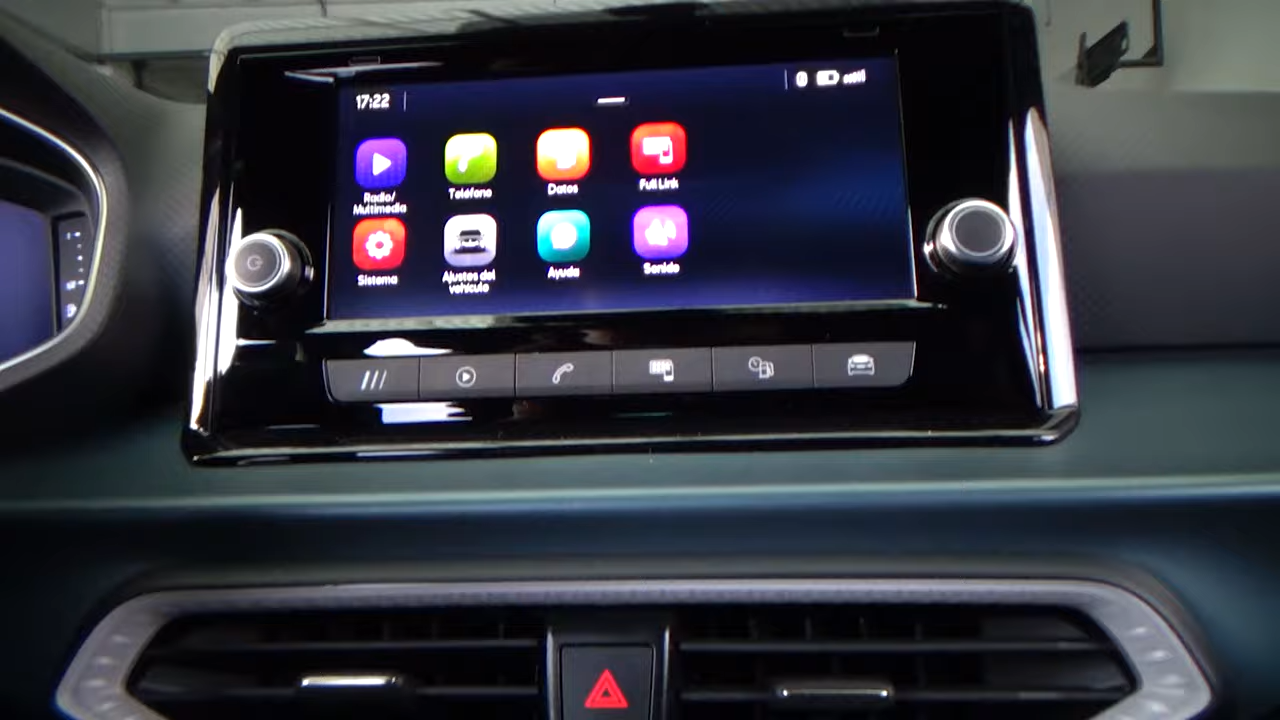 17:22
Radio/
Multimedia
Teléfono
Datos
Full Link
Sistema
Ajustes del
vehículo
Ayuda
Sonido